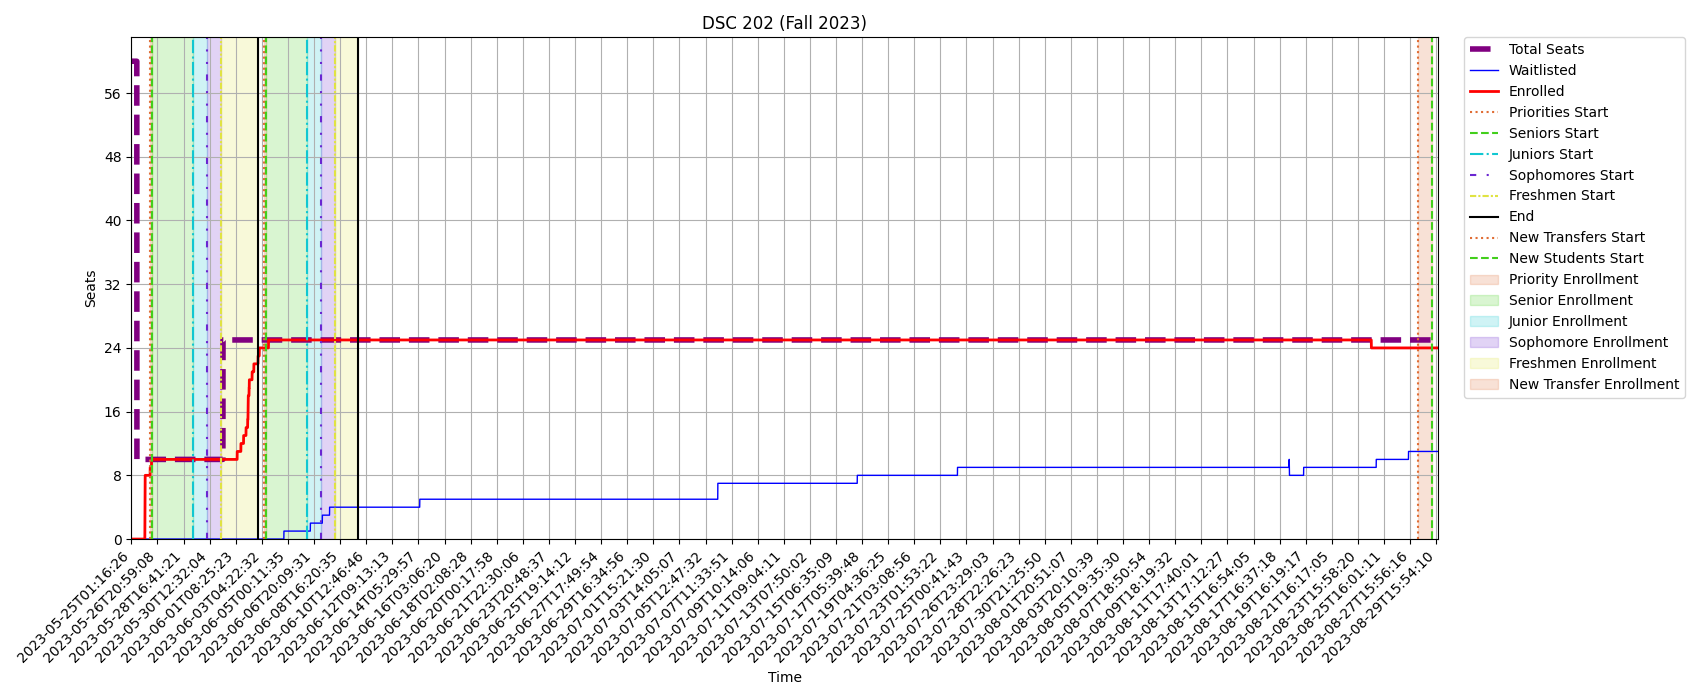 DSC 202 (Fall 2023)
Seats
56
48
40
32
24
16
8
0
2023-05-25T01:16:26
2023-05-26T20:59:08
2023-05-28T16:41:21
2023-05-30T12:32:04
2023-06-01T08:25:23
2023-06-03T04:22:32
2023-06-05T00:11:35
2023-06-06T20:09:31
2023-06-08T16:20:35
2023-06-10T12:46:46
2023-06-12T09:13:13
2023-06-14T05:29:57
2023-06-16T03:06:20
2023-06-18T02:08:28
2023-06-20T00:17:58
2023-06-21T22:30:06
2023-06-23T20:48:37
2023-06-25T19:14:12
2023-06-27T17:49:54
2023-06-29T16:34:56
2023-07-01T15:21:30
2023-07-03T14:05:07
2023-07-05T12:47:32
2023-07-07T11:33:51
2023-07-09T10:14:06
2023-07-11T09:04:11
2023-07-13T07:50:02
2023-07-15T06:35:09
2023-07-17T05:39:48
2023-07-19T04:36:25
2023-07-21T03:08:56
2023-07-23T01:53:22
2023-07-25T00:41:43
2023-07-26T23:29:03
2023-07-28T22:26:23
2023-07-30T21:25:50
2023-08-01T20:51:07
2023-08-03T20:10:39
2023-08-05T19:35:30
2023-08-07T18:50:54
2023-08-09T18:19:32
2023-08-11T17:40:01
2023-08-13T17:12:27
2023-08-15T16:54:05
2023-08-17T16:37:18
2023-08-19T16:19:17
2023-08-21T16:17:05
2023-08-23T15:58:20
2023-08-25T16:01:11
2023-08-27T15:56:16
2023-08-29T15:54:10
Time
Total Seats
Waitlisted
Enrolled
Priorities Start
Seniors Start
Juniors Start
Sophomores Start
Freshmen Start
End
New Transfers Start
New Students Start
Priority Enrollment
Senior Enrollment
Junior Enrollment
Sophomore Enrollment
Freshmen Enrollment
New Transfer Enrollment